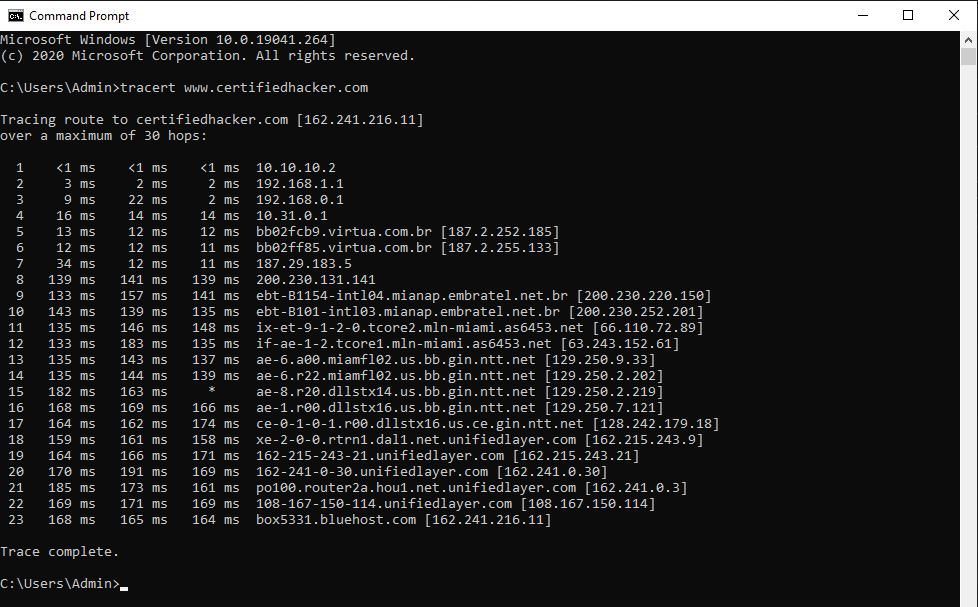 Command Prompt
Microsoft Windows [Version 10.0.19041.264]
(c) 2020 Microsoft Corporation. All rights reserved.
C:\Users\Admin>tracert www.certifiedhacker.com
Tracing route to certifiedhacker.com [162.241.216.11]
over a maximum of 30 hops:
1 <1 ms <1 ms <1 ms 10.10.10.2
2 3 ms 2 ms 2 ms 192.168.1.1
3 9 ms 22 ms 2 ms 192.168.0.1
4 16 ms 14 ms 14 ms 10.31.0.1
5 13 ms 12 ms 12 ms bb02fcb9.virtua.com.br [187.2.252.185]
6 12 ms 12 ms 11 ms bb02ff85.virtua.com.br [187.2.255.133]
7 34 ms 12 ms 11 ms 187.29.183.5
8 139 ms 141 ms 139 ms 200.230.131.141
9 133 ms 157 ms 141 ms ebt-B1154-intl04.mianap.embratel.net.br [200.230.220.150]
10 143 ms 139 ms 135 ms ebt-B101-intl03.mianap.embratel.net.br [200.230.252.201]
11 135 ms 146 ms 148 ms ix-et-9-1-2-0.tcore2.mln-miami.as6453.net [66.110.72.89]
12 133 ms 183 ms 135 ms if-ae-1-2.tcore1.mln-miami.as6453.net [63.243.152.61]
13 135 ms 143 ms 137 ms ae-6.a00.miamfl02.us.bb.gin.ntt.net [129.250.9.33]
14 135 ms 144 ms 139 ms ae-6.r22.miamfl02.us.bb.gin.ntt.net [129.250.2.202]
15 182 ms 163 ms * ae-8.r20.dllstx14.us.bb.gin.ntt.net [129.250.2.219]
16 168 ms 169 ms 166 ms ae-1.r00.dllstx16.us.bb.gin.ntt.net [129.250.7.121]
17 164 ms 162 ms 174 ms ce-0-1-0-1.r00.dllstx16.us.ce.gin.ntt.net [128.242.179.18]
18 159 ms 161 ms 158 ms xe-2-0-0.rtrn1.dal1.net.unifiedlayer.com [162.215.243.9]
19 164 ms 166 ms 171 ms 162-215-243-21.unifiedlayer.com [162.215.243.21]
20 170 ms 191 ms 169 ms 162-241-0-30.unifiedlayer.com [162.241.0.30]
21 185 ms 173 ms 161 ms po100.router2a.hou1.net.unifiedlayer.com [162.241.0.3]
22 169 ms 171 ms 169 ms 108-167-150-114.unifiedlayer.com [108.167.150.114]
23 168 ms 165 ms 164 ms box5331.bluehost.com [162.241.216.11]
Trace complete.
C:\Users\Admin>